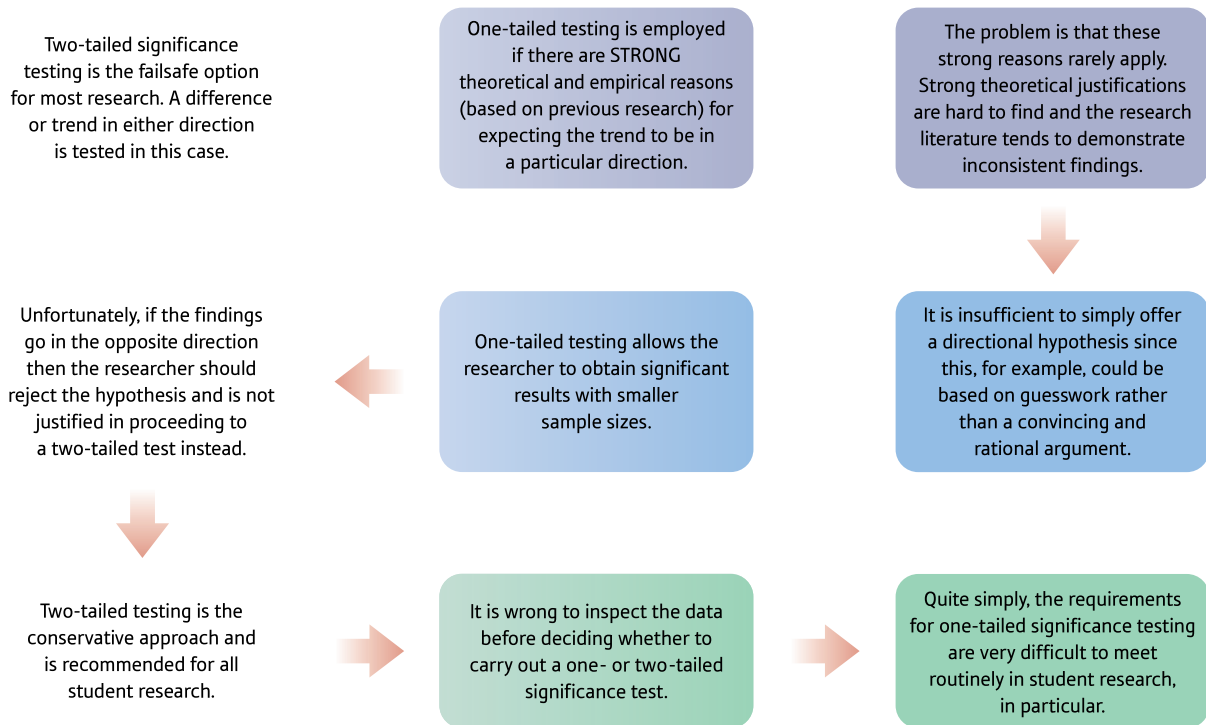 Two-tailed significance
testing is the failsafe option
for most research. A difference
or trend in either direction
is tested in this case.
One-tailed testing is employed
if there are STRONG
theoretical and empirical reasons
(based on previous research) for
expecting the trend to be in
a particular direction.
The problem is that these
strong reasons rarely apply.
Strong theoretical justifications
are hard to find and the research
literature tends to demonstrate
inconsistent findings.
It is insufficient to simply offer
a directional hypothesis since
this, for example, could be
based on guesswork rather
than a convincing and
rational argument.
One-tailed testing allows the
researcher to obtain significant
results with smaller
sample sizes.
Unfortunately, if the findings
go in the opposite direction
then the researcher should
reject the hypothesis and is not
justified in proceeding to
a two-tailed test instead.
Two-tailed testing is the
conservative approach and
is recommended for all
student research.
It is wrong to inspect the data
before deciding whether to
carry out a one- or two-tailed
significance test.
Quite simply, the requirements
for one-tailed significance testing
are very difficult to meet
routinely in student research,
in particular.